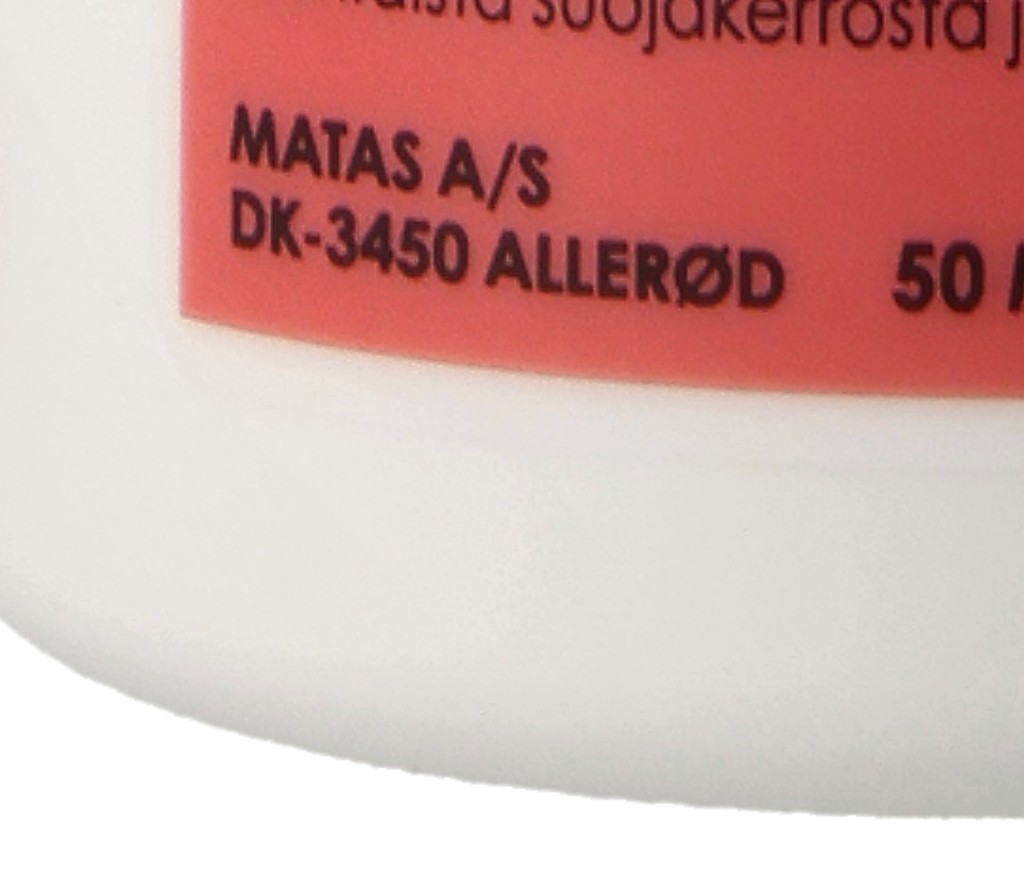 suojakerrosta
MATAS A/S
DK-3450 ALLERØD 50